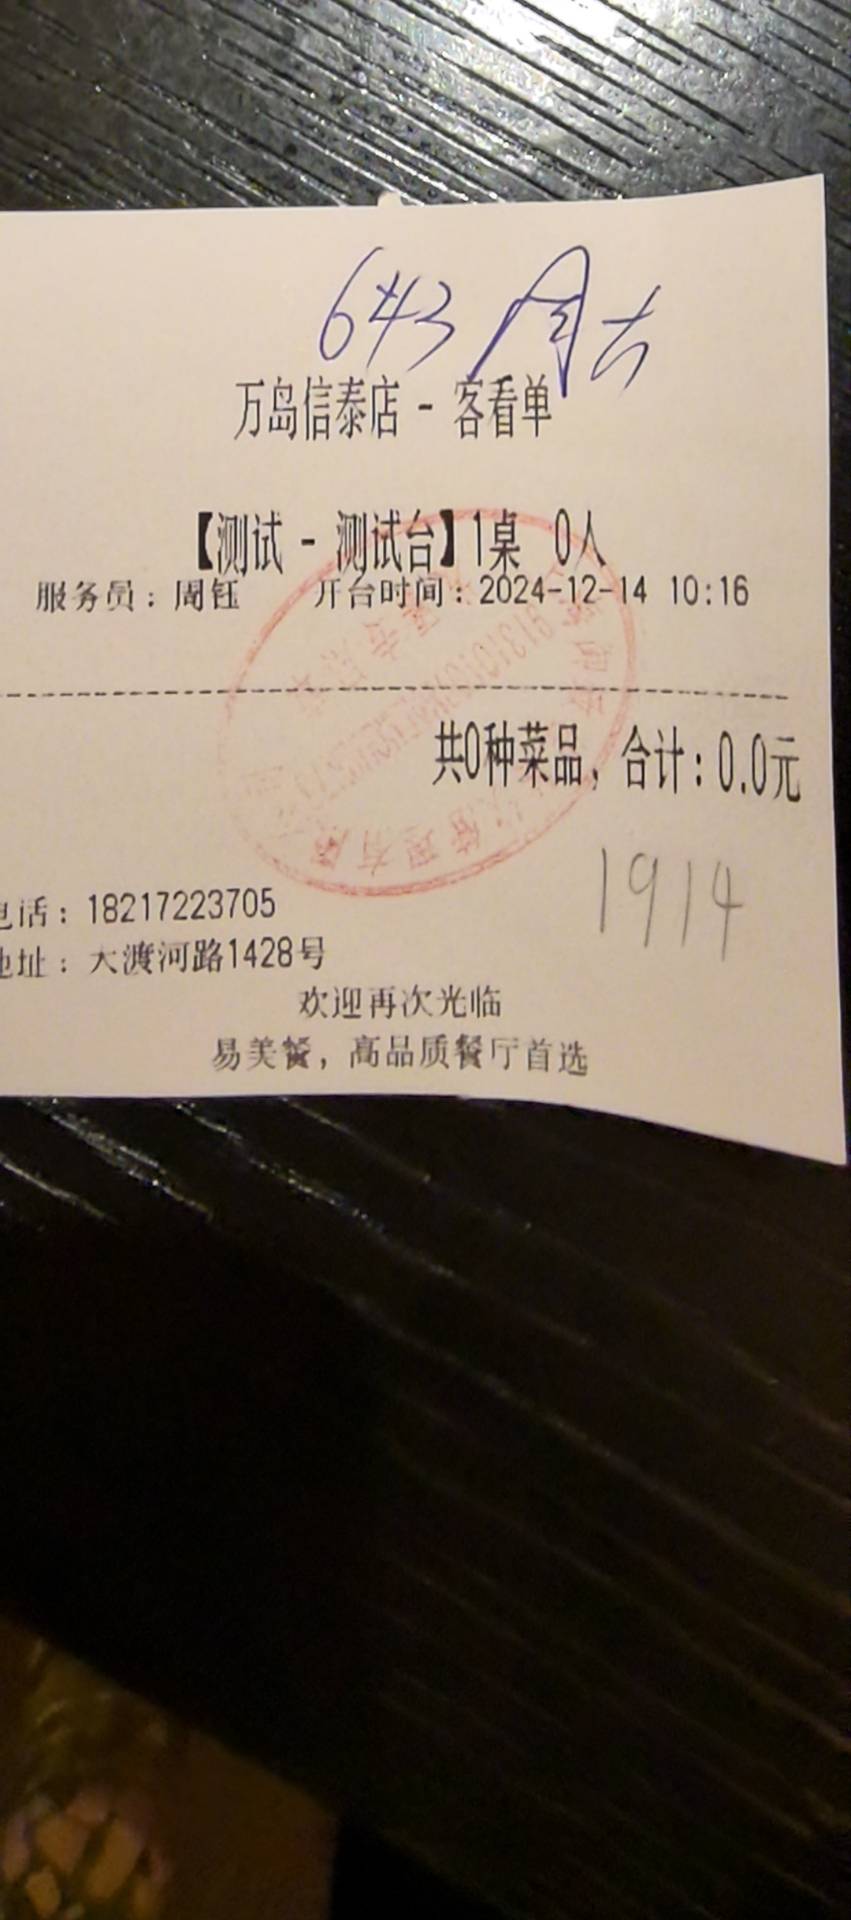 643 周六
万岛信泰店 - 客看单
【测试 - 测试台】1桌 0人
服务员：周钰 开台时间：2024-12-14 10:16
共0种菜品，合计：0.0元
1914
电话：18217223705
地址：大渡河路1428号
欢迎再次光临
易美餐，高品质餐厅首选